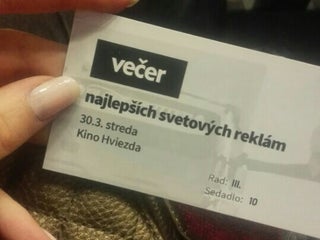 večer
najlepších svetových reklám
30.3. streda
Kino Hviezda
Rad: III.
Sedadlo: 10